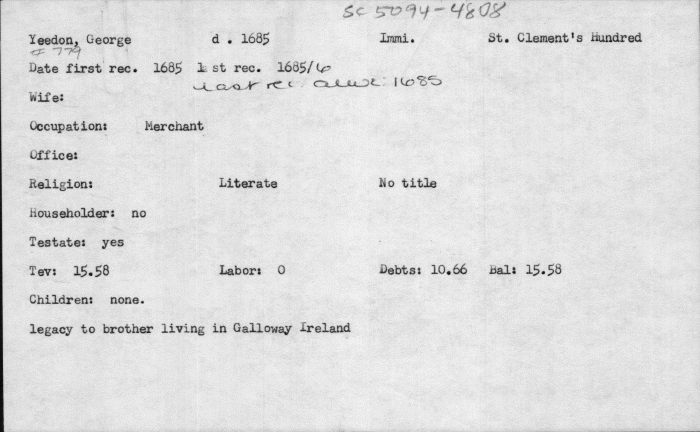 SC 5094-4808
Yeedon, George d . 1685 Immi. St. Clement's Hundred
# 779
Date first rec. 1685 l st rec. 1685/6
last rec. alive: 1685
Wife:
Occupation: Merchant
Office:
Religion: Literate No title
Householder: no
Testate: yes
Tev: 15.58 Labor: 0 Debts: 10.66 Bal: 15.58
Children: none.
legacy to brother living in Galloway Ireland